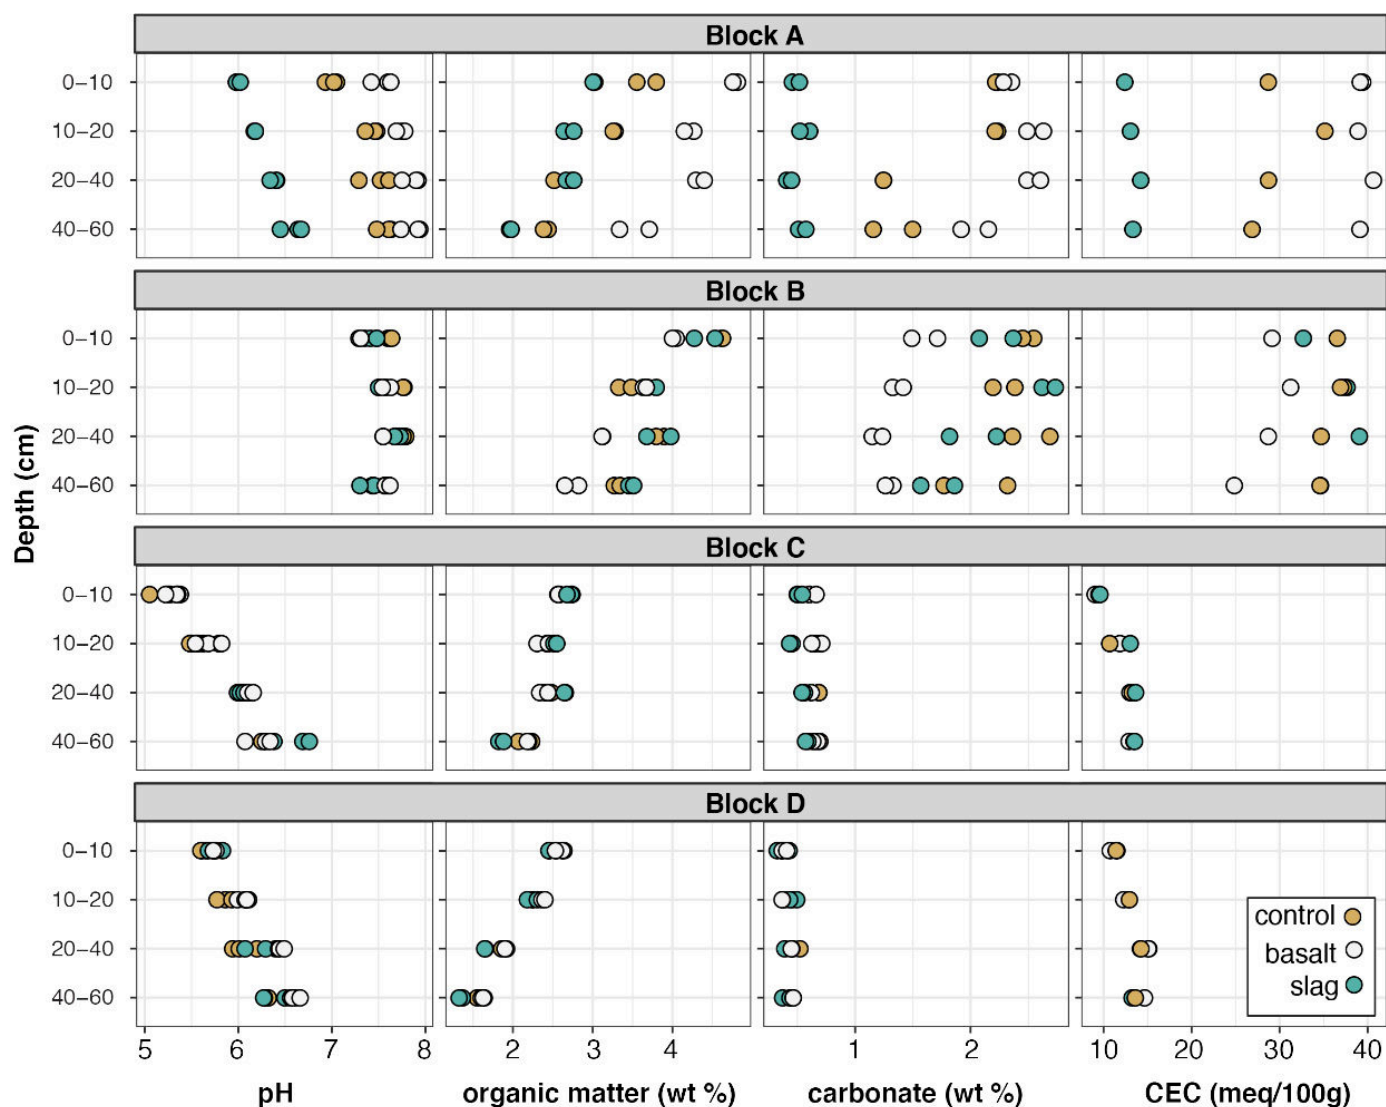 Block A
0–10
10–20
20–40
40–60
Block B
0–10
10–20
20–40
40–60
Depth (cm)
Block C
0–10
10–20
20–40
40–60
Block D
0–10
10–20
20–40
40–60
control
basalt
slag
5 6 7 8 2 3 4 1 2 10 20 30 40
pH organic matter (wt %) carbonate (wt %) CEC (meq/100g)